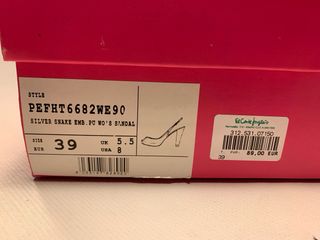 STYLE
PEFHT6682WE90
SILVER SNAKE EMB.PU WO'S SANDAL
SIZE EUR 39 UK 5.5
USA 8
El Corte Inglés
312.531.07150
T. P.V.P.: 89,00 EUR
39